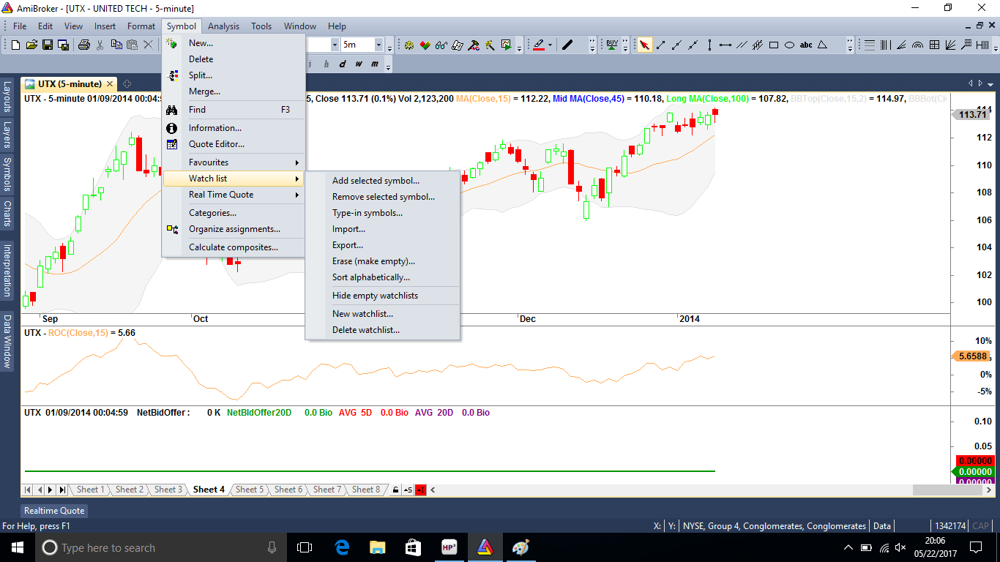 AmiBroker - [UTX - UNITED TECH - 5-minute]
File Edit View Insert Format Symbol Analysis Tools Window Help
5m BUY abc
New...
Delete
Split...
Merge...
Find F3
Information...
Quote Editor...
Favourites
Watch list
Real Time Quote
Categories...
Organize assignments...
Calculate composites...
Add selected symbol...
Remove selected symbol...
Type-in symbols...
Import...
Export...
Erase (make empty)...
Sort alphabetically...
Hide empty watchlists
New watchlist...
Delete watchlist...
i h d w m
Layouts
Layers
Symbols
Charts
Interpretation
Data Window
UTX (5-minute)
UTX - 5-minute 01/09/2014 00:04:5 5, Close 113.71 (0.1%) Vol 2,123,200 MA(Close,15) = 112.22, Mid MA(Close,45) = 110.18, Long MA(Close,100) = 107.82, BBTop(Close,15,2) = 114.97, BBBot(Cl
114
113.71
112
110
108
106
104
102
100
Sep Oct Dec 2014
UTX - ROC(Close,15) = 5.66
10%
5.6588
0%
-5%
UTX 01/09/2014 00:04:59 NetBidOffer : 0 K NetBIdOffer20D 0.0 Bio AVG 5D 0.0 Bio AVG 20D 0.0 Bio
0.10
0.05
0.00000
0.00000
0.00000
Sheet 1 Sheet 2 Sheet 3 Sheet 4 Sheet 5 Sheet 6 Sheet 7 Sheet 8 S I
Realtime Quote
For Help, press F1 X: Y: NYSE, Group 4, Conglomerates, Conglomerates Data 1342174 CAP
Type here to search HP³ 20:06
05/22/2017